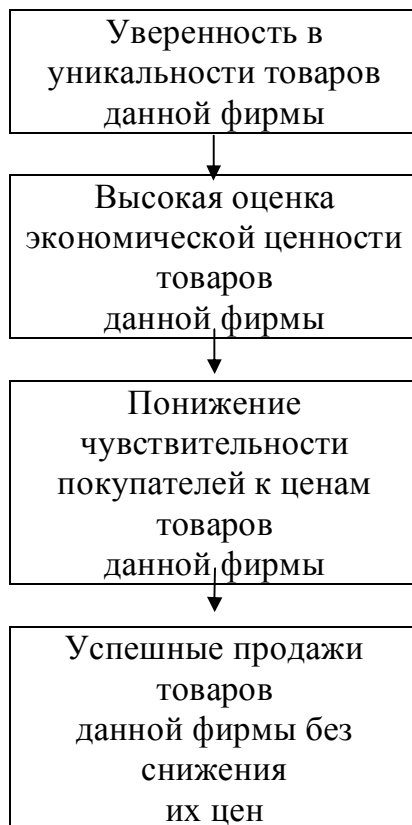 Уверенность в
уникальности товаров
данной фирмы
Высокая оценка
экономической ценности
товаров
данной фирмы
Понижение
чувствительности
покупателей к ценам
товаров
данной фирмы
Успешные продажи
товаров
данной фирмы без
снижения
их цен